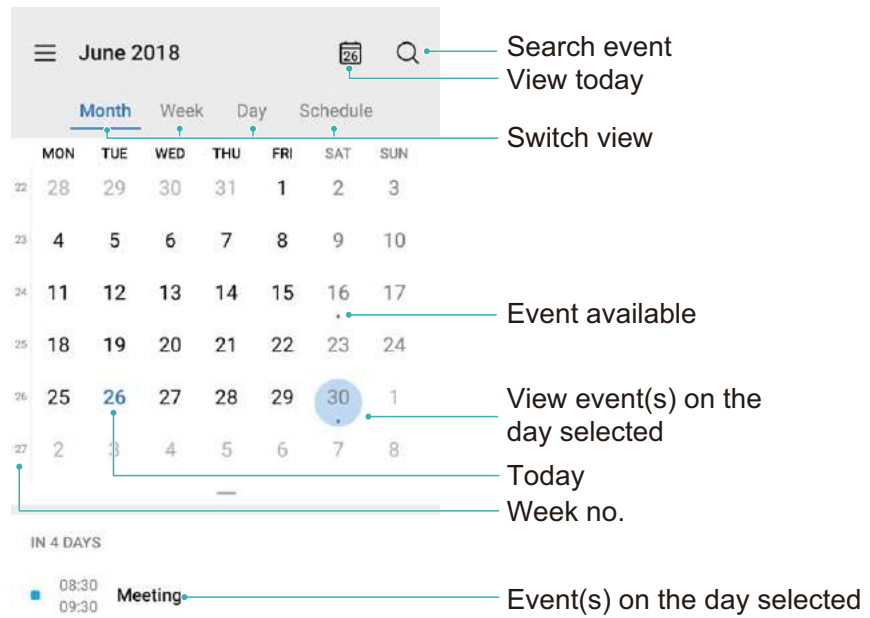 June 2018
26
Search event
View today
Month Week Day Schedule
Switch view
MON TUE WED THU FRI SAT SUN
22 28 29 30 31 1 2 3
23 4 5 6 7 8 9 10
24 11 12 13 14 15 16 17
Event available
25 18 19 20 21 22 23 24
26 25 26 27 28 29 30 1
View event(s) on the
day selected
27 2 3 4 5 6 7 8
Today
Week no.
IN 4 DAYS
08:30
09:30
Meeting
Event(s) on the day selected